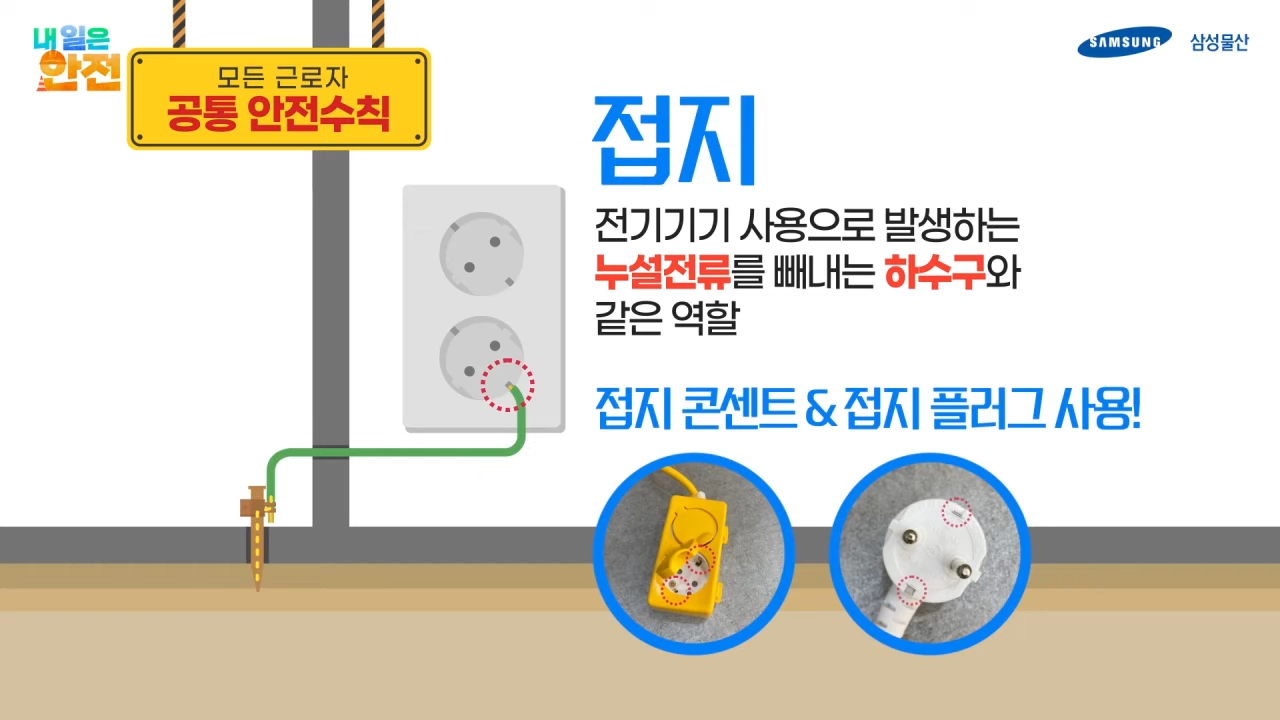 내 일은
안전
모든 근로자
공통 안전수칙
SAMSUNG 삼성물산
접지
전기기기 사용으로 발생하는
누설전류를 빼내는 하수구와
같은 역할
접지 콘센트 & 접지 플러그 사용!